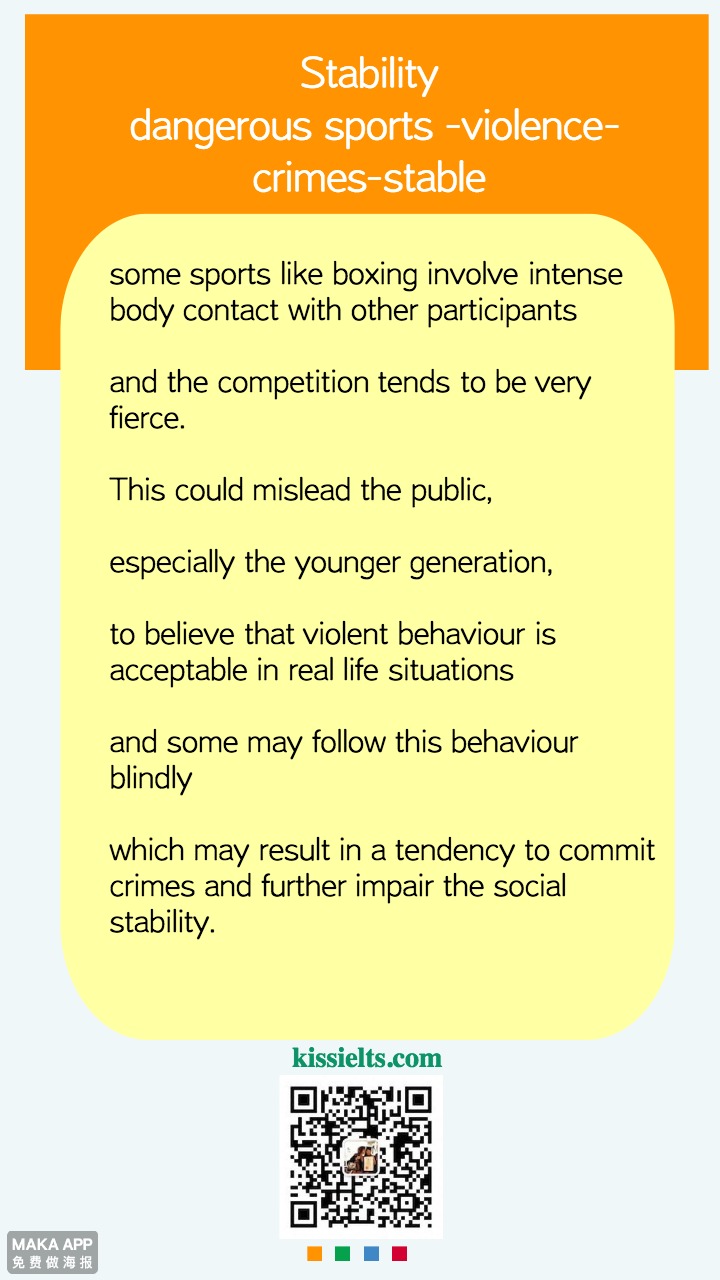 Stability
dangerous sports -violence-
crimes-stable
some sports like boxing involve intense
body contact with other participants
and the competition tends to be very
fierce.
This could mislead the public,
especially the younger generation,
to believe that violent behaviour is
acceptable in real life situations
and some may follow this behaviour
blindly
which may result in a tendency to commit
crimes and further impair the social
stability.
kissielts.com
MAKA APP
免费做海报